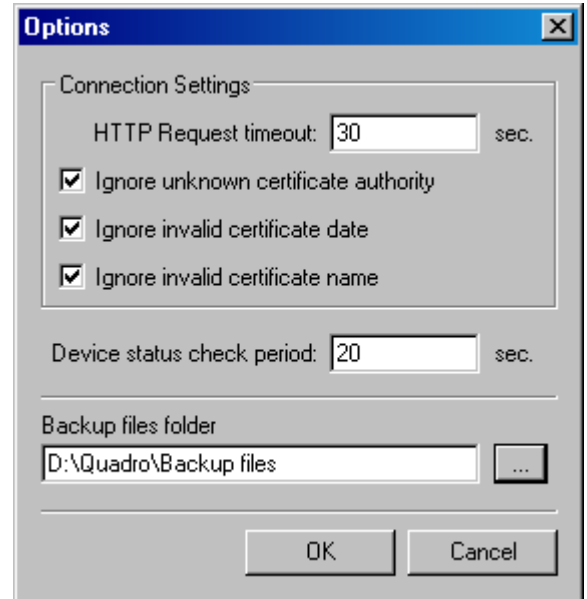 Options
Connection Settings
HTTP Request timeout: 30 sec.
Ignore unknown certificate authority
Ignore invalid certificate date
Ignore invalid certificate name
Device status check period: 20 sec.
Backup files folder
D:\Quadro\Backup files ...
OK Cancel